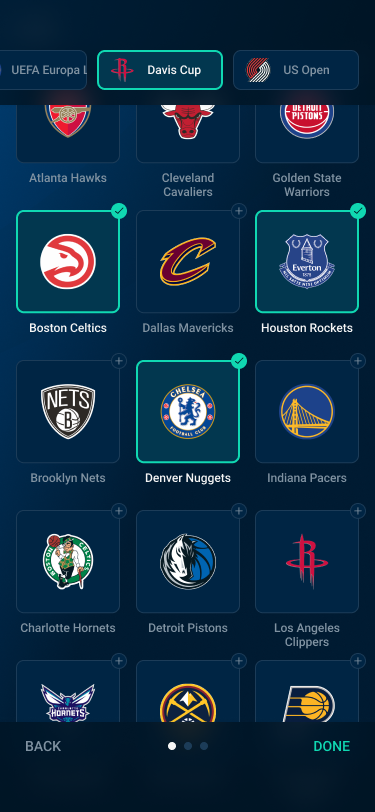 UEFA Europa L
Davis Cup
US Open
DETROIT
PISTONS
Atlanta Hawks
Cleveland
Cavaliers
Golden State
Warriors
Everton
1878
Boston Celtics
Dallas Mavericks
Houston Rockets
NETS
B
CHELSEA
FOOTBALL CLUB
Brooklyn Nets
Denver Nuggets
Indiana Pacers
BOSTON
CELTICS
Charlotte Hornets
Detroit Pistons
Los Angeles
Clippers
CHARLOTTE
HORNETS
BACK
DONE